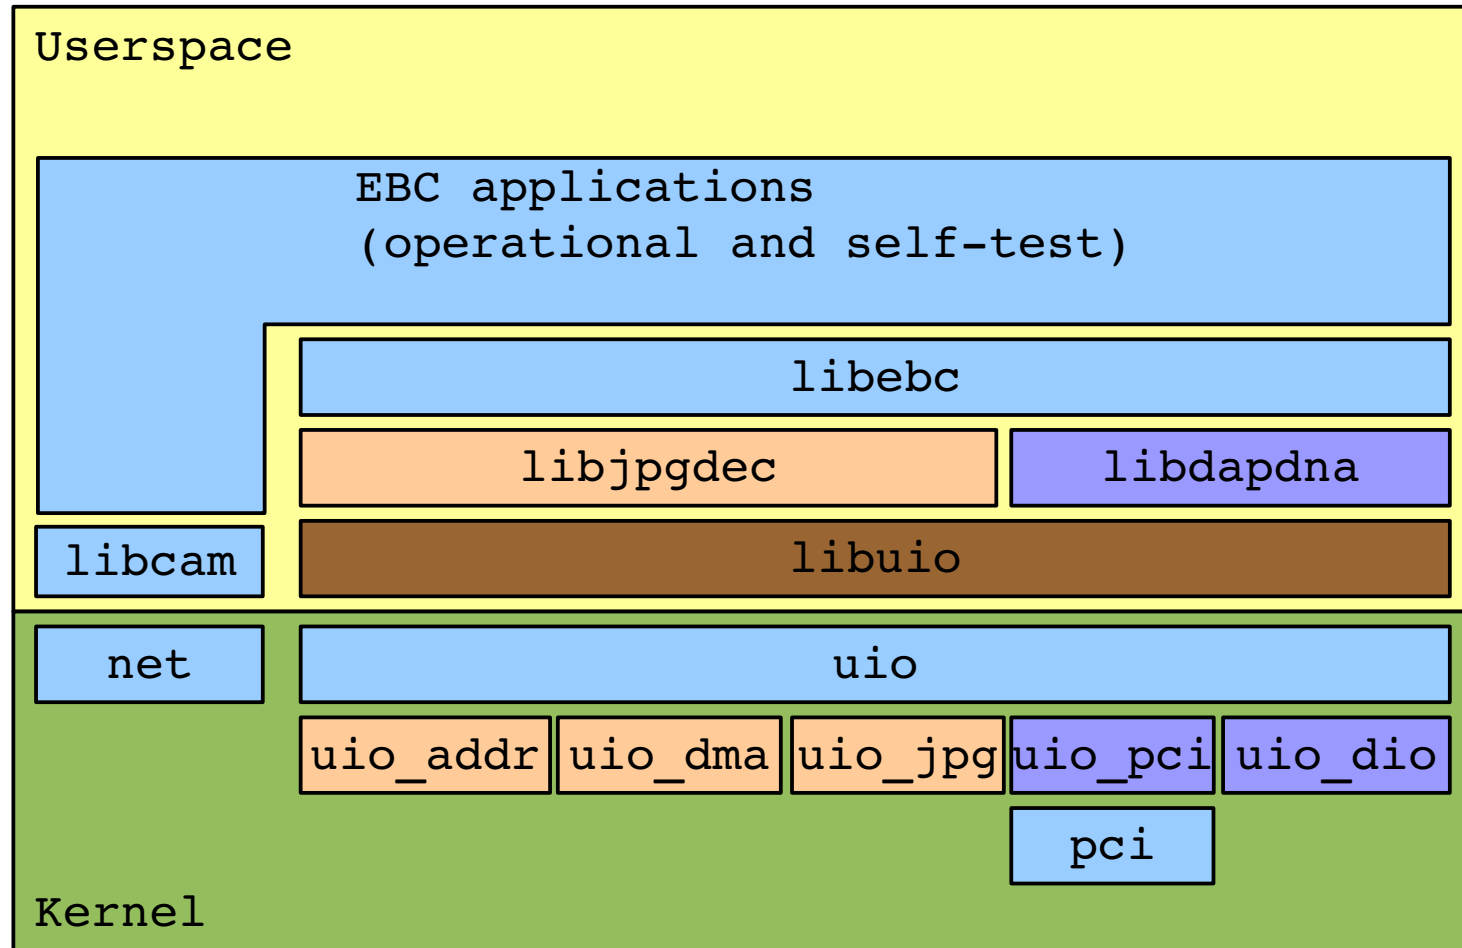 Userspace
EBC applications
(operational and self-test)
libebc
libjpgdec
libdapdna
libcam
libuio
net
uio
uio_addr
uio_dma
uio_jpg
uio_pci
uio_dio
pci
Kernel